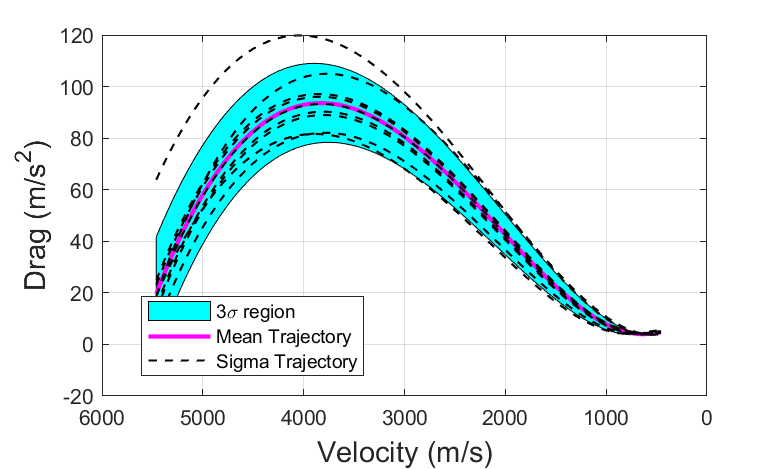 120
100
80
60
40
20
0
-20
Drag (m/s²)
3σ region
Mean Trajectory
Sigma Trajectory
6000 5000 4000 3000 2000 1000 0
Velocity (m/s)